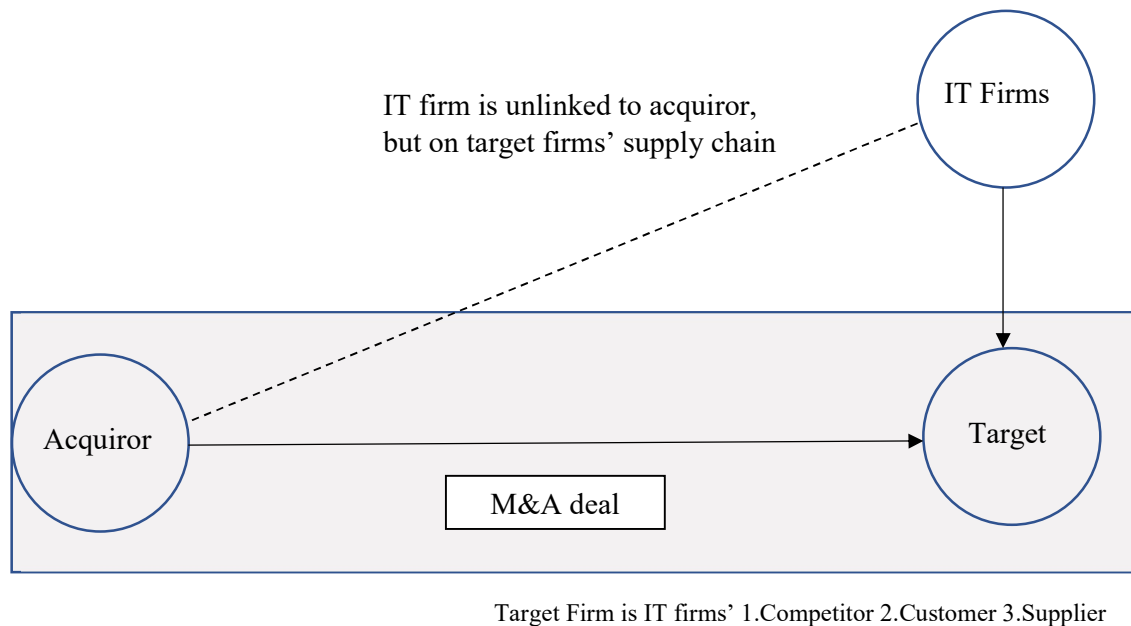 IT Firms
IT firm is unlinked to acquiror,
but on target firms’ supply chain
Acquiror
Target
M&A deal
Target Firm is IT firms’ 1.Competitor 2.Customer 3.Supplier